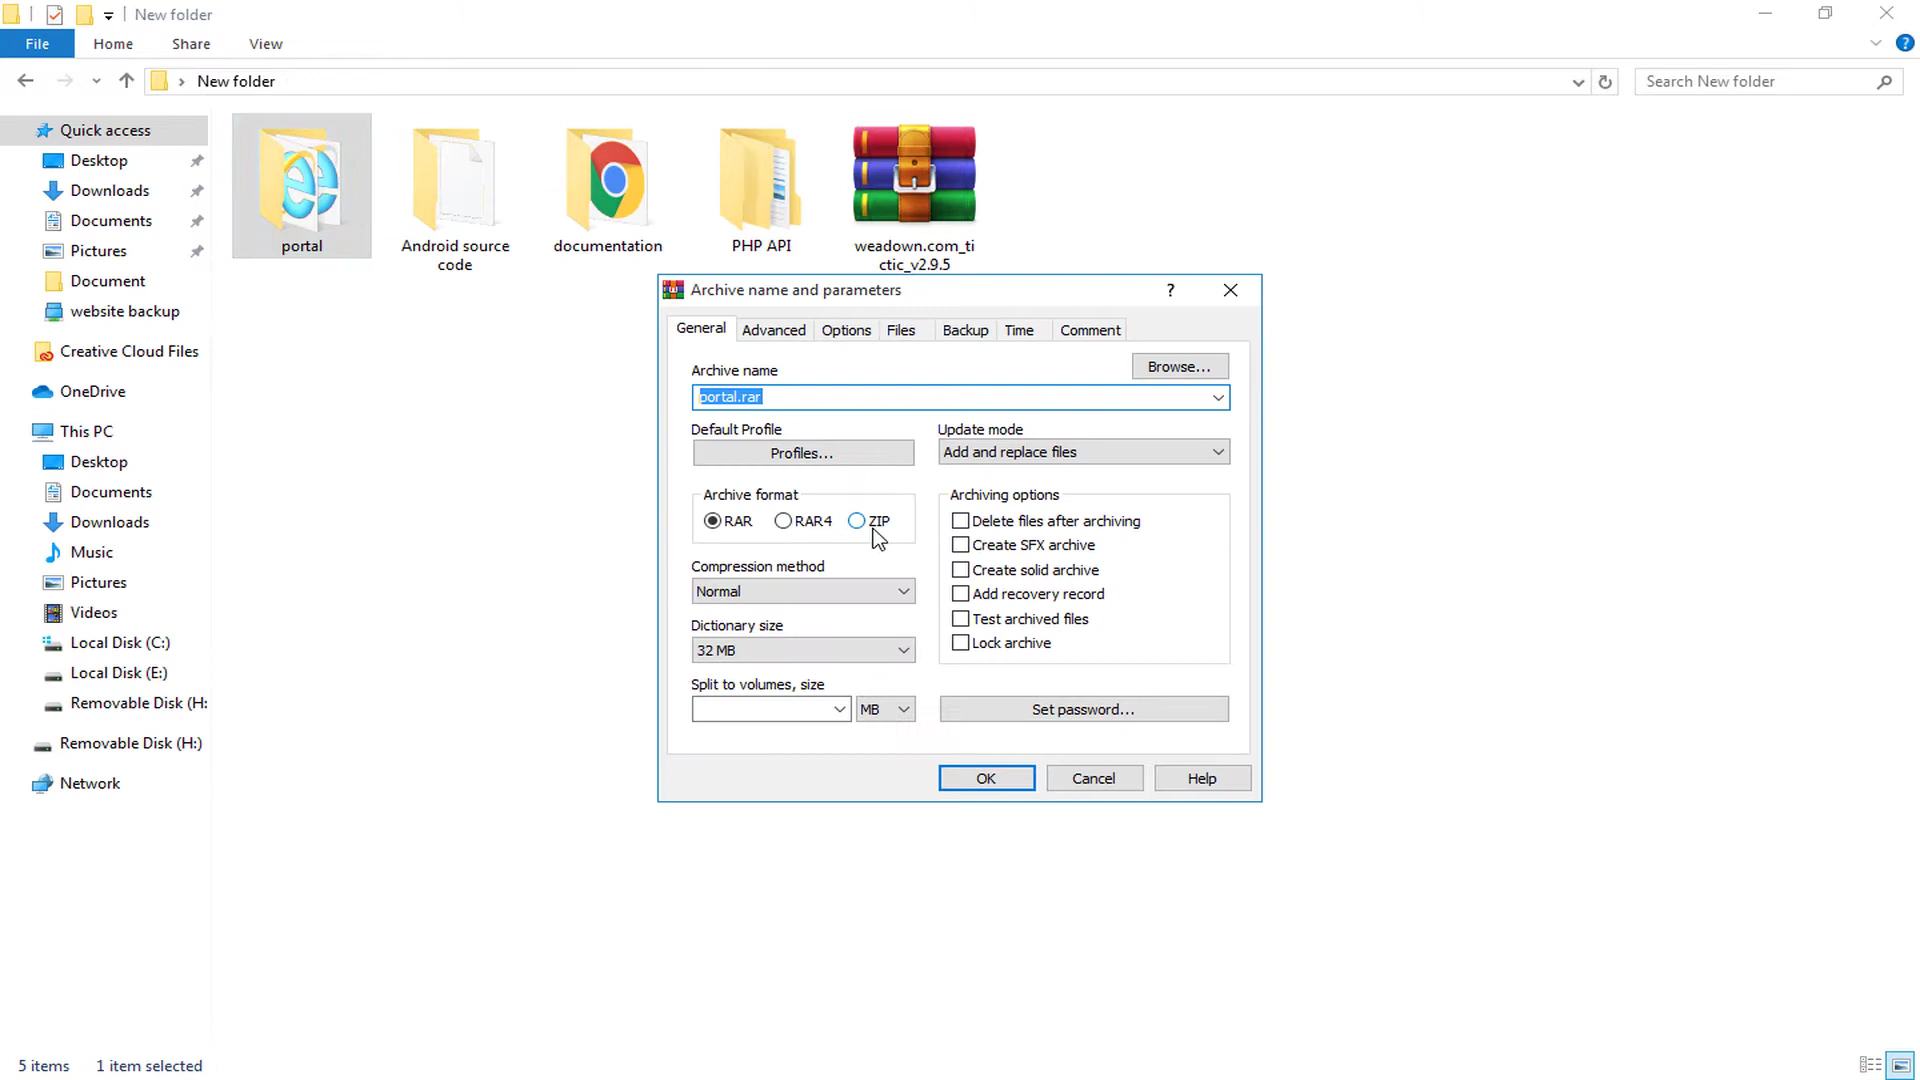 New folder
File Home Share View
New folder
Search New folder
Quick access
Desktop
Downloads
Documents
Pictures
Document
website backup
Creative Cloud Files
OneDrive
This PC
Desktop
Documents
Downloads
Music
Pictures
Videos
Local Disk (C:)
Local Disk (E:)
Removable Disk (H:
Removable Disk (H:)
Network
portal
Android source
code
documentation
PHP API
weadown.com_ti
ctic_v2.9.5
Archive name and parameters
?
General Advanced Options Files Backup Time Comment
Archive name
Browse...
portal.rar
Default Profile
Profiles...
Update mode
Add and replace files
Archive format
RAR RAR4 ZIP
Compression method
Normal
Dictionary size
32 MB
Split to volumes, size
MB
Archiving options
Delete files after archiving
Create SFX archive
Create solid archive
Add recovery record
Test archived files
Lock archive
Set password...
OK Cancel Help
5 items 1 item selected